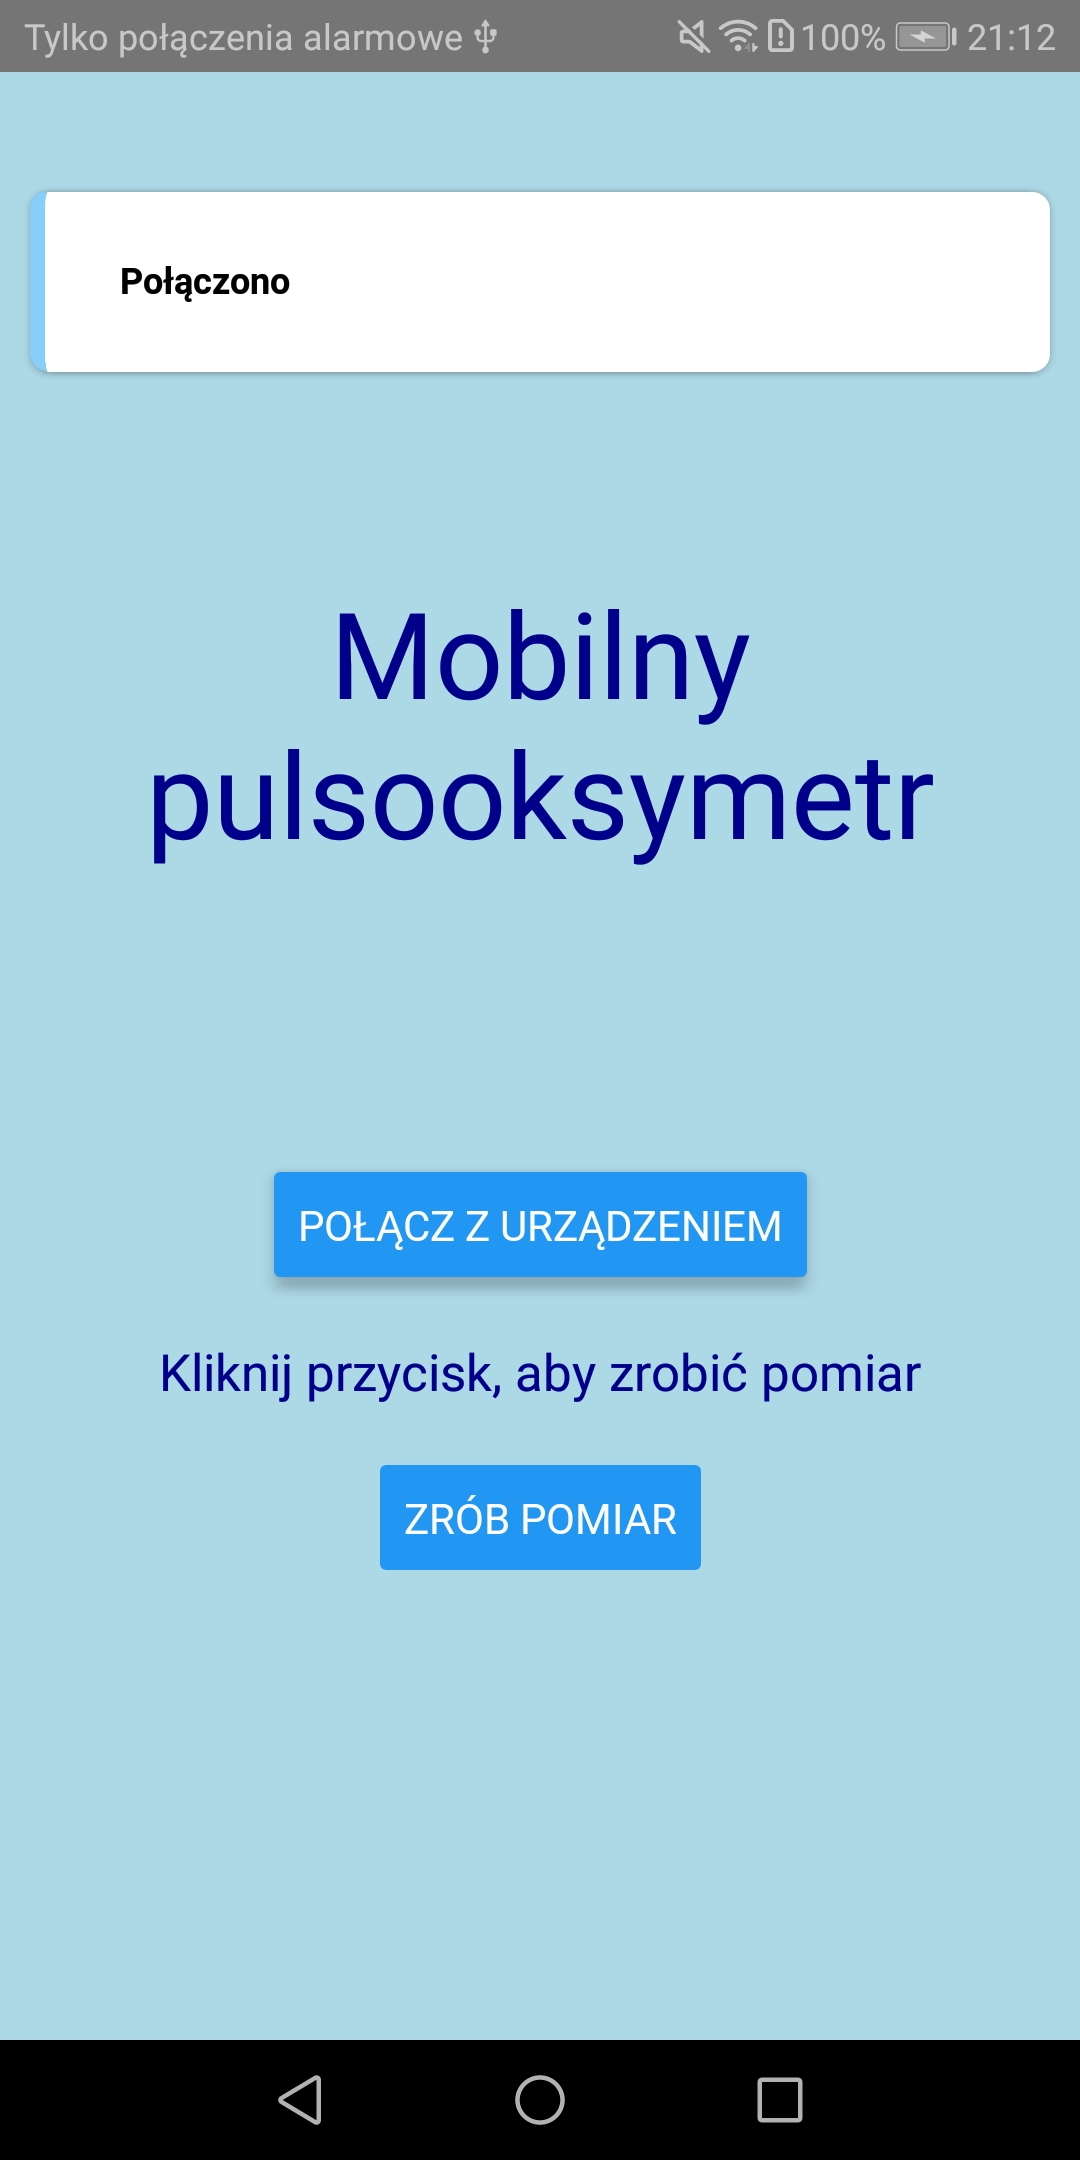 Tylko połączenia alarmowe 100% 21:12
Połączono
Mobilny
pulsooksymetr
POŁĄCZ Z URZĄDZENIEM
Kliknij przycisk, aby zrobić pomiar
ZRÓB POMIAR